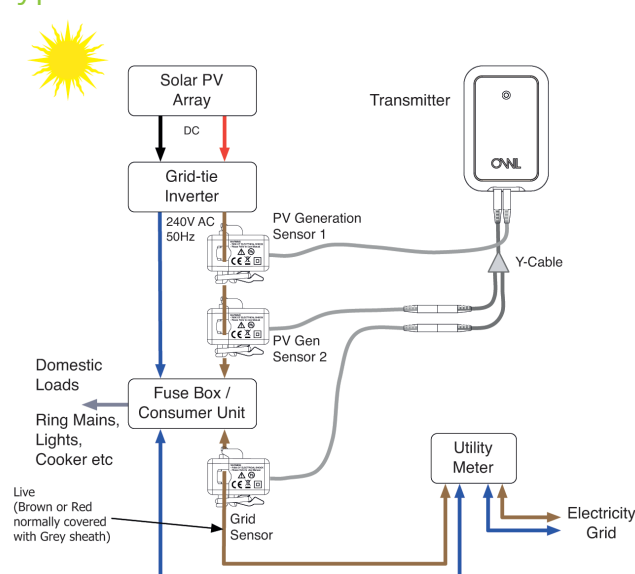 Solar PV
Array
DC
Grid-tie
Inverter
240V AC
50Hz
Transmitter
OWL
PV Generation
Sensor 1
Y-Cable
PV Gen
Sensor 2
Domestic
Loads
Ring Mains,
Lights,
Cooker etc
Fuse Box /
Consumer Unit
Utility
Meter
Live
(Brown or Red
normally covered
with Grey sheath)
Grid
Sensor
Electricity
Grid